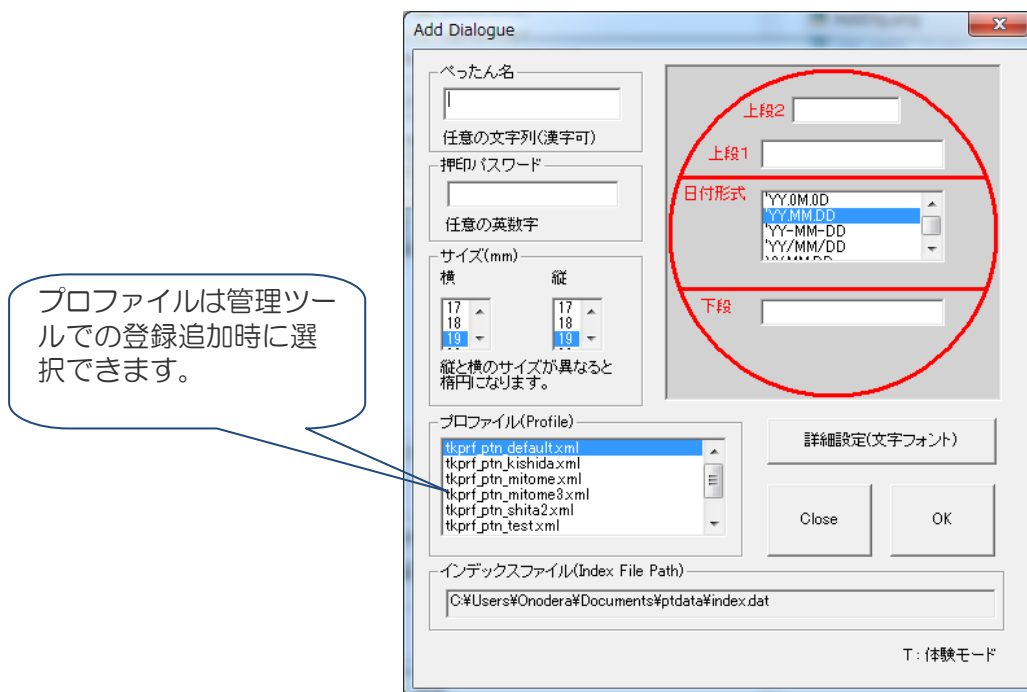 Add Dialogue
ぺったん名
任意の文字列(漢字可)
押印パスワード
任意の英数字
サイズ(mm)
横 縦
17 17
18 18
19 19
縦と横のサイズが異なると
楕円になります。
上段2
上段1
日付形式
'YY.0M.0D
'YY.MM.DD
'YY-MM-DD
'YY/MM/DD
下段
プロファイルは管理ツー
ルでの登録追加時に選
択できます。
プロファイル(Profile)
tkprf_ptn_default.xml
tkprf_ptn_kishida.xml
tkprf_ptn_mitome.xml
tkprf_ptn_mitome3.xml
tkprf_ptn_shita2.xml
tkprf_ptn_test.xml
詳細設定(文字フォント)
Close
OK
インデックスファイル(Index File Path)
C:¥Users¥Onodera¥Documents¥ptdata¥index.dat
T:体験モード